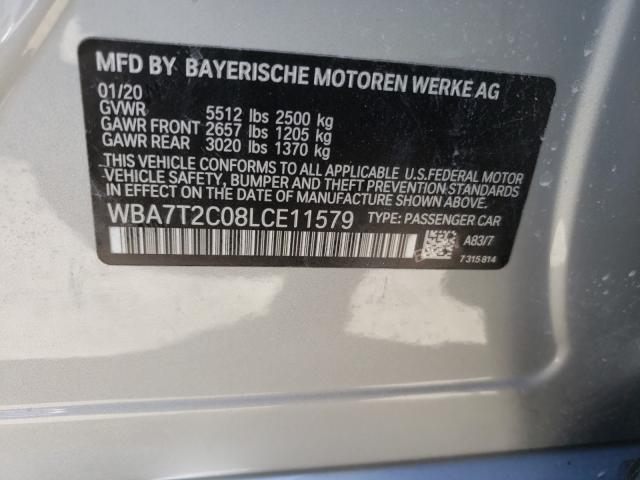 MFD BY BAYERISCHE MOTOREN WERKE AG
01/20
GVWR 5512 lbs 2500 kg
GAWR FRONT 2657 lbs 1205 kg
GAWR REAR 3020 lbs 1370 kg
THIS VEHICLE CONFORMS TO ALL APPLICABLE U.S.FEDERAL MOTOR
VEHICLE SAFETY, BUMPER AND THEFT PREVENTION STANDARDS
IN EFFECT ON THE DATE OF MANUFACTURE SHOWN ABOVE.
WBA7T2C08LCE11579 TYPE: PASSENGER CAR
A83/7
7315814